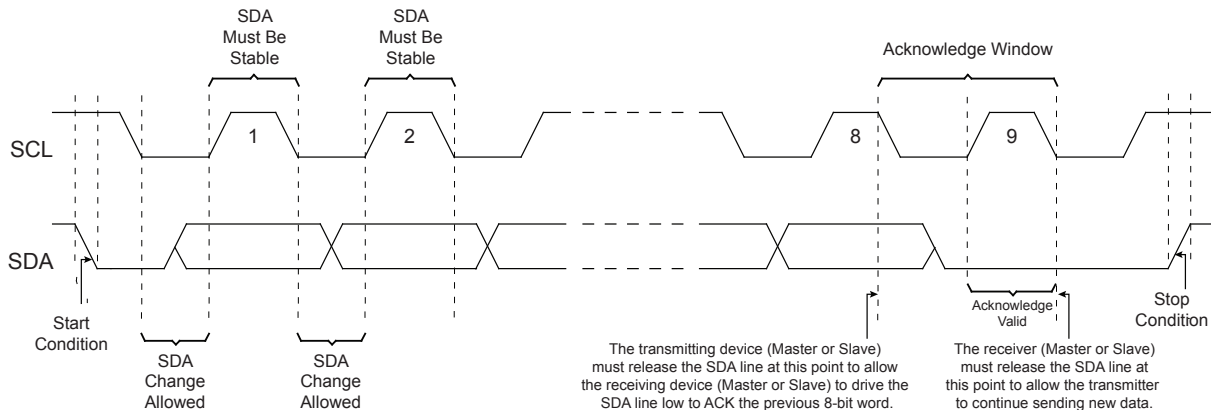 SDA
Must Be
Stable
SDA
Must Be
Stable
Acknowledge Window
SCL
1
2
8
9
SDA
Start
Condition
SDA
Change
Allowed
SDA
Change
Allowed
Acknowledge
Valid
Stop
Condition
The transmitting device (Master or Slave)
must release the SDA line at this point to allow
the receiving device (Master or Slave) to drive the
SDA line low to ACK the previous 8-bit word.
The receiver (Master or Slave)
must release the SDA line at
this point to allow the transmitter
to continue sending new data.